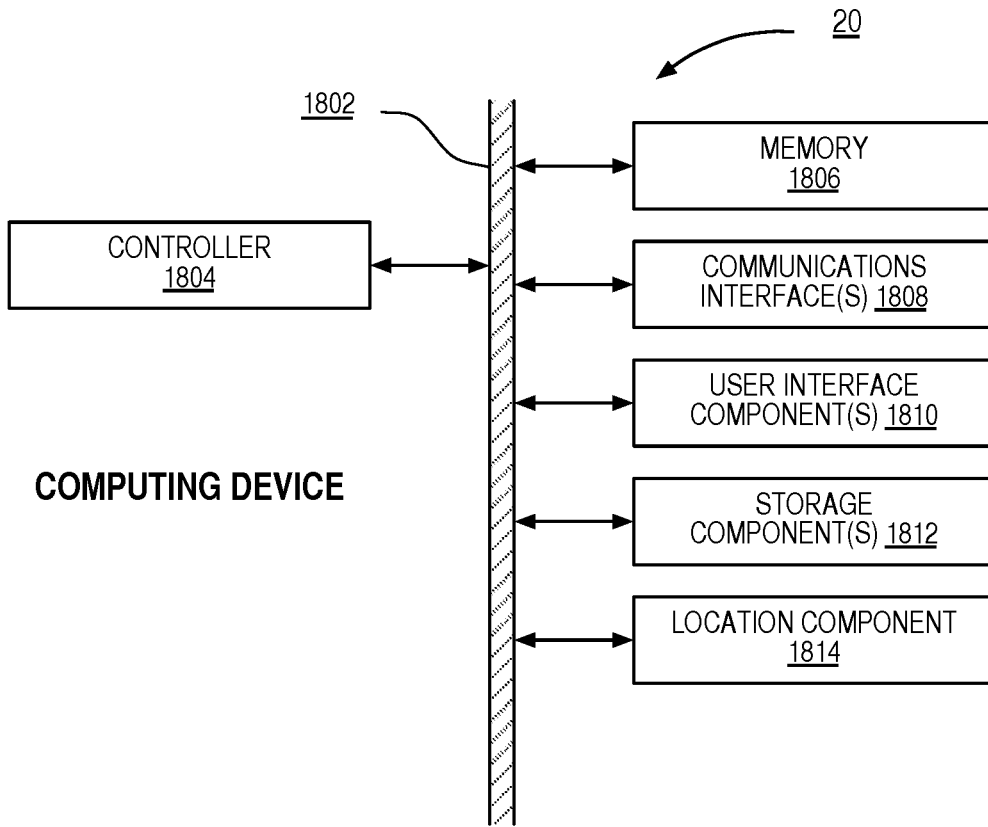 20
1802
MEMORY
1806
CONTROLLER
1804
COMMUNICATIONS
INTERFACE(S) 1808
USER INTERFACE
COMPONENT(S) 1810
COMPUTING DEVICE
STORAGE
COMPONENT(S) 1812
LOCATION COMPONENT
1814